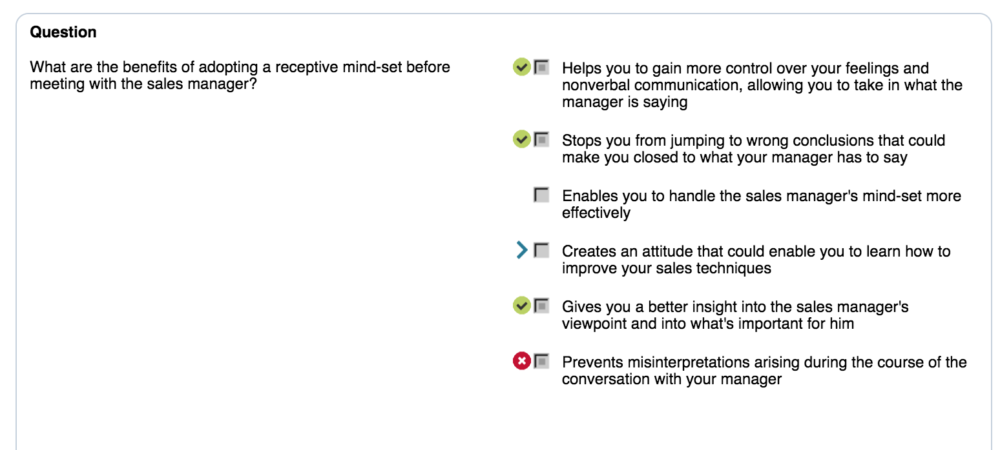 Question
What are the benefits of adopting a receptive mind-set before
meeting with the sales manager?
Helps you to gain more control over your feelings and
nonverbal communication, allowing you to take in what the
manager is saying
Stops you from jumping to wrong conclusions that could
make you closed to what your manager has to say
Enables you to handle the sales manager's mind-set more
effectively
Creates an attitude that could enable you to learn how to
improve your sales techniques
Gives you a better insight into the sales manager's
viewpoint and into what's important for him
Prevents misinterpretations arising during the course of the
conversation with your manager